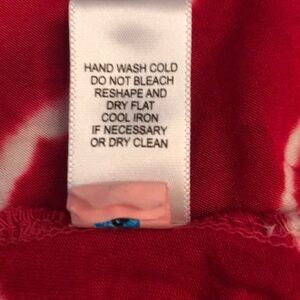 HAND WASH COLD
DO NOT BLEACH
RESHAPE AND
DRY FLAT
COOL IRON
IF NECESSARY
OR DRY CLEAN